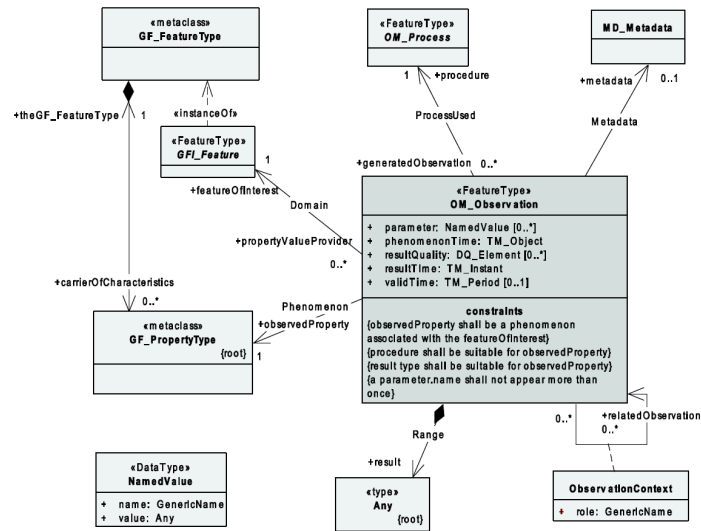 «metaclass»
GF_FeatureType
«FeatureType»
OM_Process
MD_Metadata
+theGF_FeatureType
1
«instanceOf»
1
+procedure
+metadata
0..1
ProcessUsed
Metadata
«FeatureType»
GFI_Feature
1
+featureOfInterest
Domain
+generatedObservation
0..*
+propertyValueProvider
0..*
«FeatureType»
OM_Observation
+ parameter: NamedValue [0..*]
+ phenomenonTime: TM_Object
+ resultQuality: DQ_Element [0..*]
+ resultTime: TM_Instant
+ validTime: TM_Period [0..1]
constraints
{observedProperty shall be a phenomenon
associated with the featureOfInterest}
{procedure shall be suitable for observedProperty}
{result type shall be suitable for observedProperty}
{a parameter.name shall not appear more than
once}
+carrierOfCharacteristics
0..*
Phenomenon
+observedProperty
1
«metaclass»
GF_PropertyType
{root}
0..*
+relatedObservation
0..*
Range
+result
«DataType»
NamedValue
+ name: GenericName
+ value: Any
«type»
Any
{root}
ObservationContext
+ role: GenericName